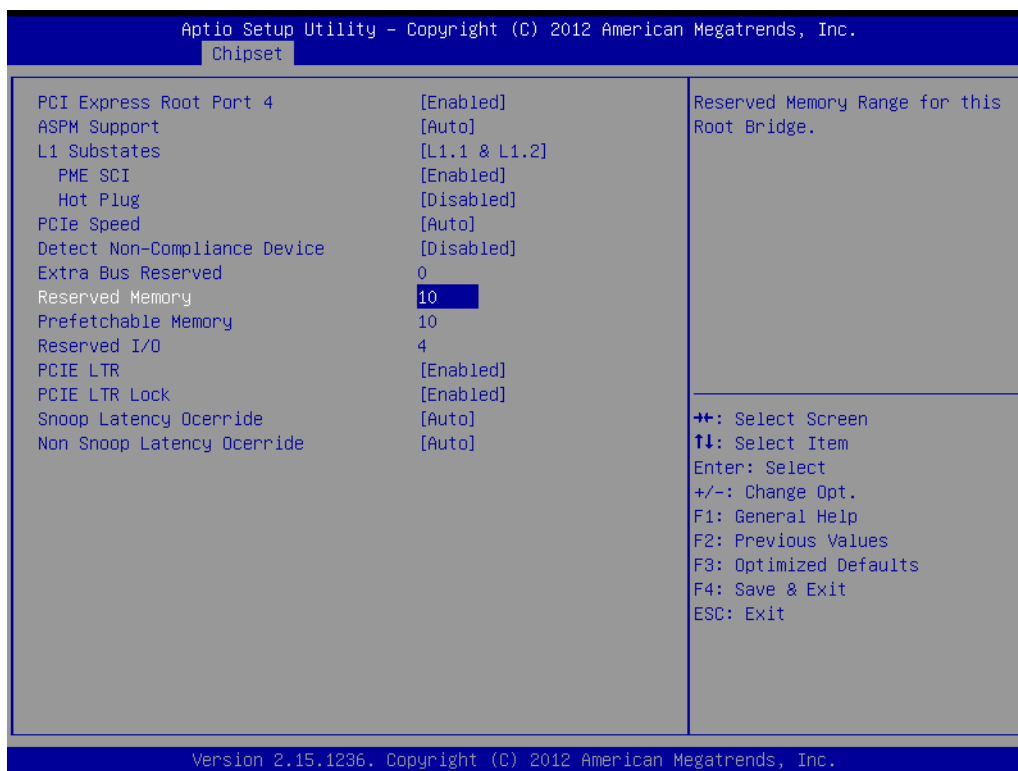 Aptio Setup Utility – Copyright (C) 2012 American Megatrends, Inc.
Chipset
PCI Express Root Port 4 [Enabled]
ASPM Support [Auto]
L1 Substates [L1.1 & L1.2]
PME SCI [Enabled]
Hot Plug [Disabled]
PCIe Speed [Auto]
Detect Non-Compliance Device [Disabled]
Extra Bus Reserved 0
Reserved Memory 10
Prefetchable Memory 10
Reserved I/O 4
PCIE LTR [Enabled]
PCIE LTR Lock [Enabled]
Snoop Latency Ocerride [Auto]
Non Snoop Latency Ocerride [Auto]
Reserved Memory Range for this
Root Bridge.
→←: Select Screen
↑↓: Select Item
Enter: Select
+/-: Change Opt.
F1: General Help
F2: Previous Values
F3: Optimized Defaults
F4: Save & Exit
ESC: Exit
Version 2.15.1236. Copyright (C) 2012 American Megatrends, Inc.